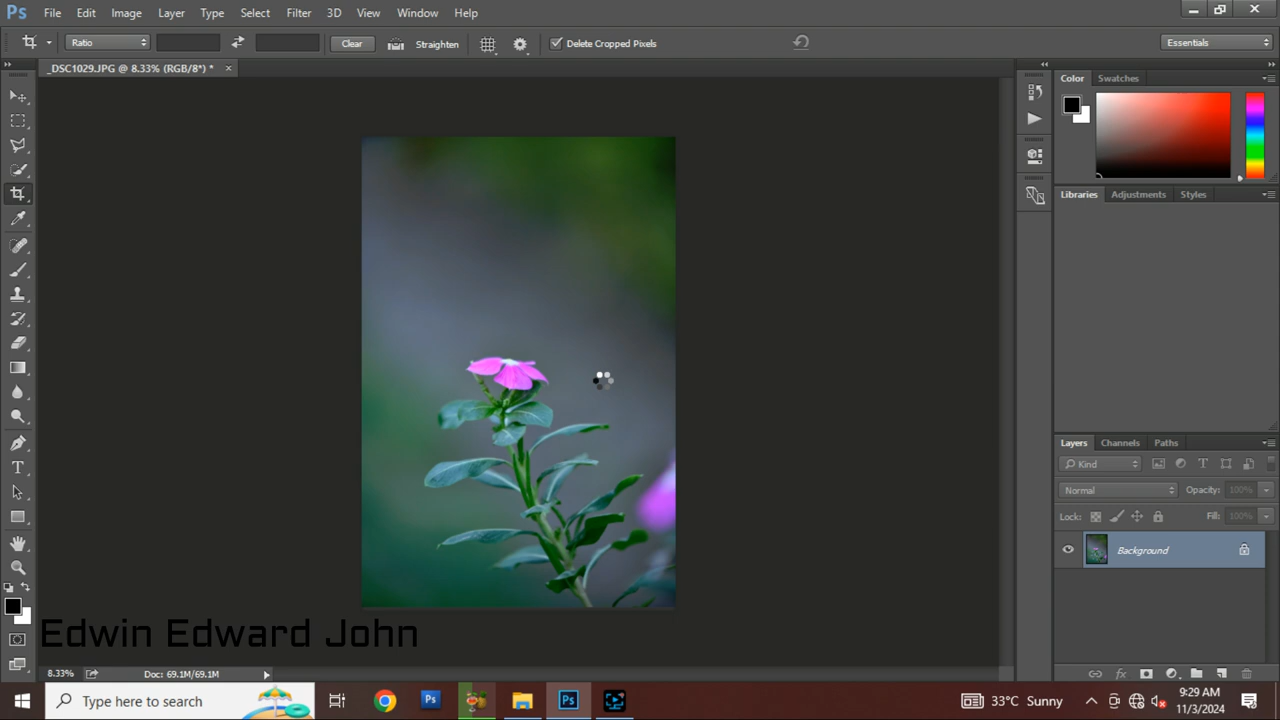 Ps File Edit Image Layer Type Select Filter 3D View Window Help
Ratio Clear Straighten Delete Cropped Pixels Essentials
_DSC1029.JPG @ 8.33% (RGB/8*) * ×
Color Swatches
Libraries Adjustments Styles
Layers Channels Paths
Kind
Normal Opacity: 100%
Lock: Fill: 100%
Background
T
Edwin Edward John
8.33% Doc: 69.1M/69.1M
Type here to search Ps Ps 33°C Sunny 9:29 AM
11/3/2024